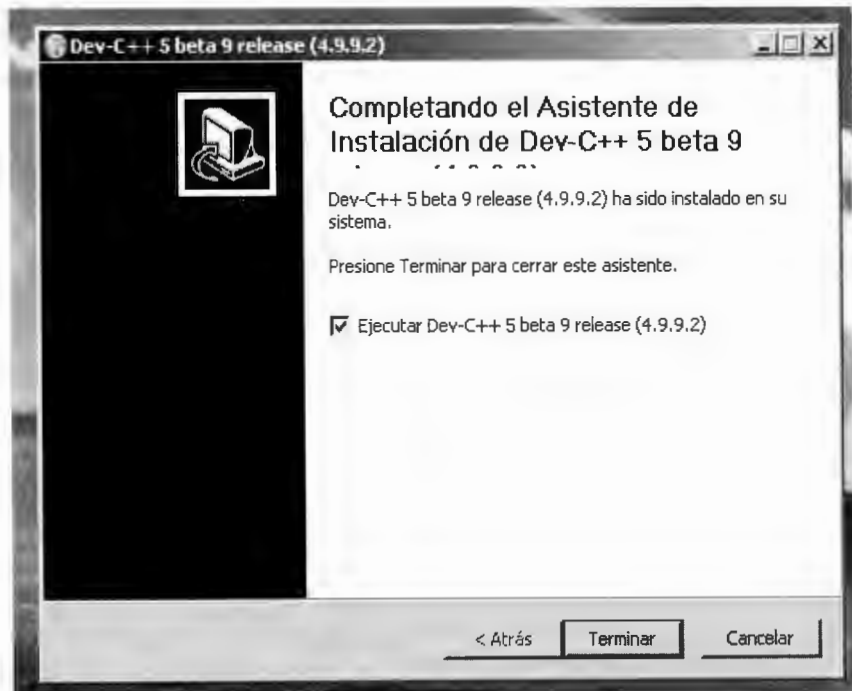 Dev-C++ 5 beta 9 release (4.9.9.2)
Completando el Asistente de
Instalación de Dev-C++ 5 beta 9
Dev-C++ 5 beta 9 release (4.9.9.2) ha sido instalado en su
sistema.
Presione Terminar para cerrar este asistente.
Ejecutar Dev-C++ 5 beta 9 release (4.9.9.2)
< Atrás
Terminar
Cancelar